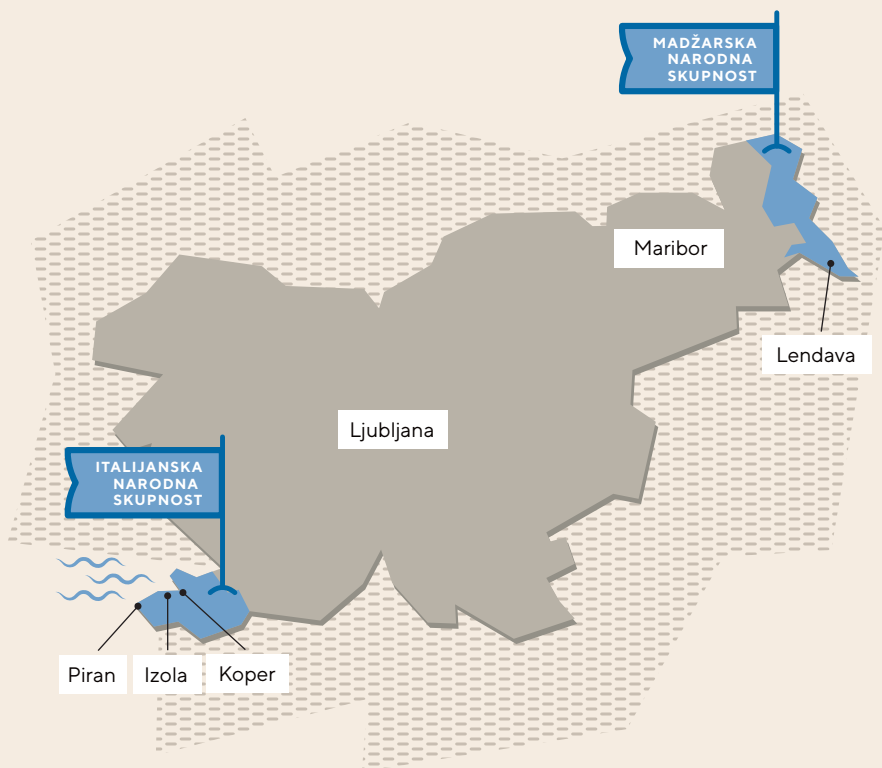 MADŽARSKA
NARODNA
SKUPNOST
Maribor
Lendava
Ljubljana
ITALIJANSKA
NARODNA
SKUPNOST
Piran
Izola
Koper